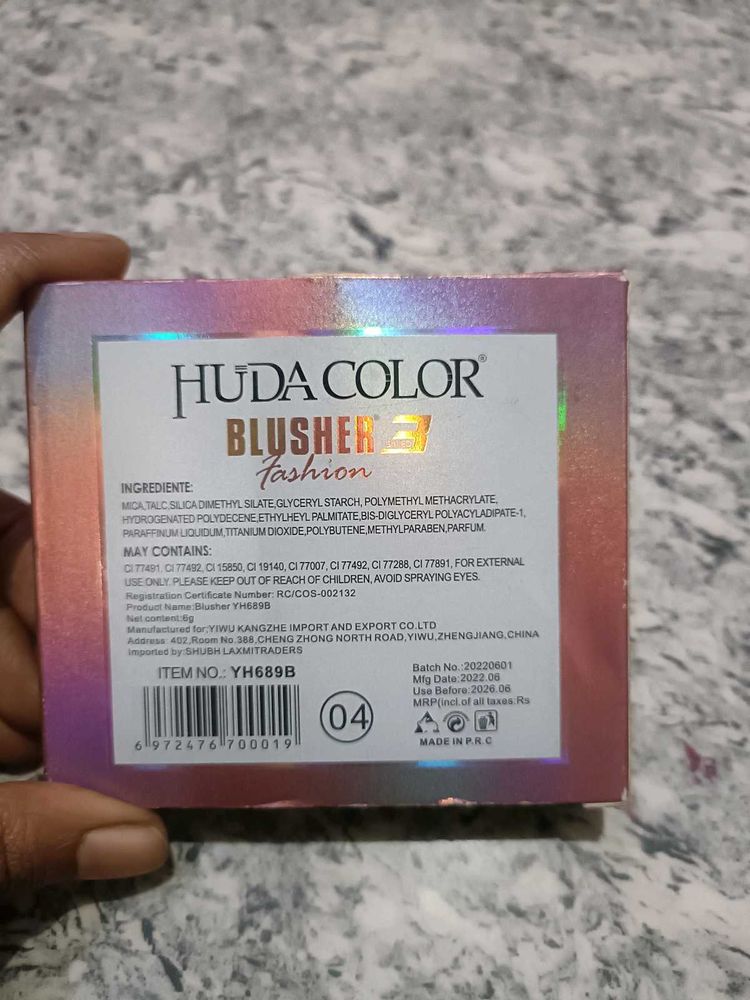 HUDA COLOR®
BLUSHER 3
Fashion
INGREDIENTE:
MICA,TALC,SILICA DIMETHYL SILATE,GLYCERYL STARCH, POLYMETHYL METHACRYLATE,
HYDROGENATED POLYDECENE,ETHYLHEYL PALMITATE,BIS-DIGLYCERYL POLYACYLADIPATE-1,
PARAFFINUM LIQUIDUM,TITANIUM DIOXIDE,POLYBUTENE,METHYLPARABEN,PARFUM.
MAY CONTAINS:
CI 77491, CI 77492, CI 15850, CI 19140, CI 77007, CI 77492, CI 77288, CI 77891, FOR EXTERNAL
USE ONLY. PLEASE KEEP OUT OF REACH OF CHILDREN, AVOID SPRAYING EYES.
Registration Certificate Number: RC/COS-002132
Product Name:Blusher YH689B
Net content:6g
Manufactured for:YIWU KANGZHE IMPORT AND EXPORT CO.LTD
Address: 402,Room No.388,CHENG ZHONG NORTH ROAD,YIWU,ZHENGJIANG,CHINA
Imported by:SHUBH LAXMITRADERS
ITEM NO.: YH689B
6 972476 700019
04
Batch No.:20220601
Mfg Date:2022.06
Use Before:2026.06
MRP(incl.of all taxes:Rs
MADE IN P.R.C